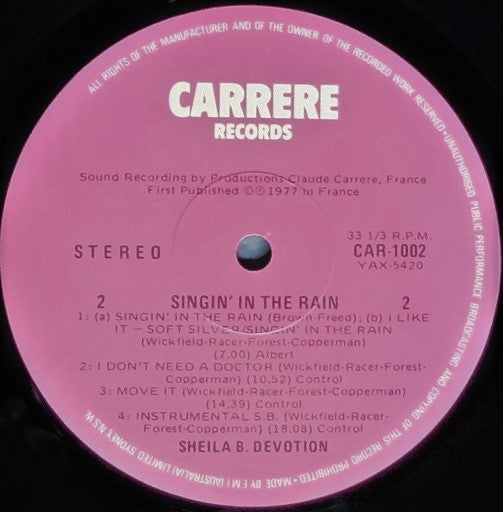 ALL RIGHTS OF THE MANUFACTURER AND OF THE OWNER OF THE RECORDED WORK RESERVED • UNAUTHORISED PUBLIC PERFORMANCE BROADCASTING AND COPYING OF THIS RECORD PROHIBITED • MADE BY E M I (AUSTRALIA) LIMITED SYDNEY, N.S.W.
CARRERE
RECORDS
Sound Recording by Productions Claude Carrere, France
First Published ©℗ 1977 in France
33 1/3 R.P.M.
STEREO CAR-1002
YAX-5420
2 SINGIN' IN THE RAIN 2
1: (a) SINGIN' IN THE RAIN (Brown-Freed); (b) I LIKE
IT – SOFT SILVER/SINGIN' IN THE RAIN
(Wickfield-Racer-Forest-Copperman)
(7.00) Albert
2: I DON'T NEED A DOCTOR (Wickfield-Racer-Forest-
Copperman) (10.52) Control
3: MOVE IT (Wickfield-Racer-Forest-Copperman)
(14.39) Control
4: INSTRUMENTAL S.B. (Wickfield-Racer-
Forest-Copperman) (18.08) Control
SHEILA B. DEVOTION